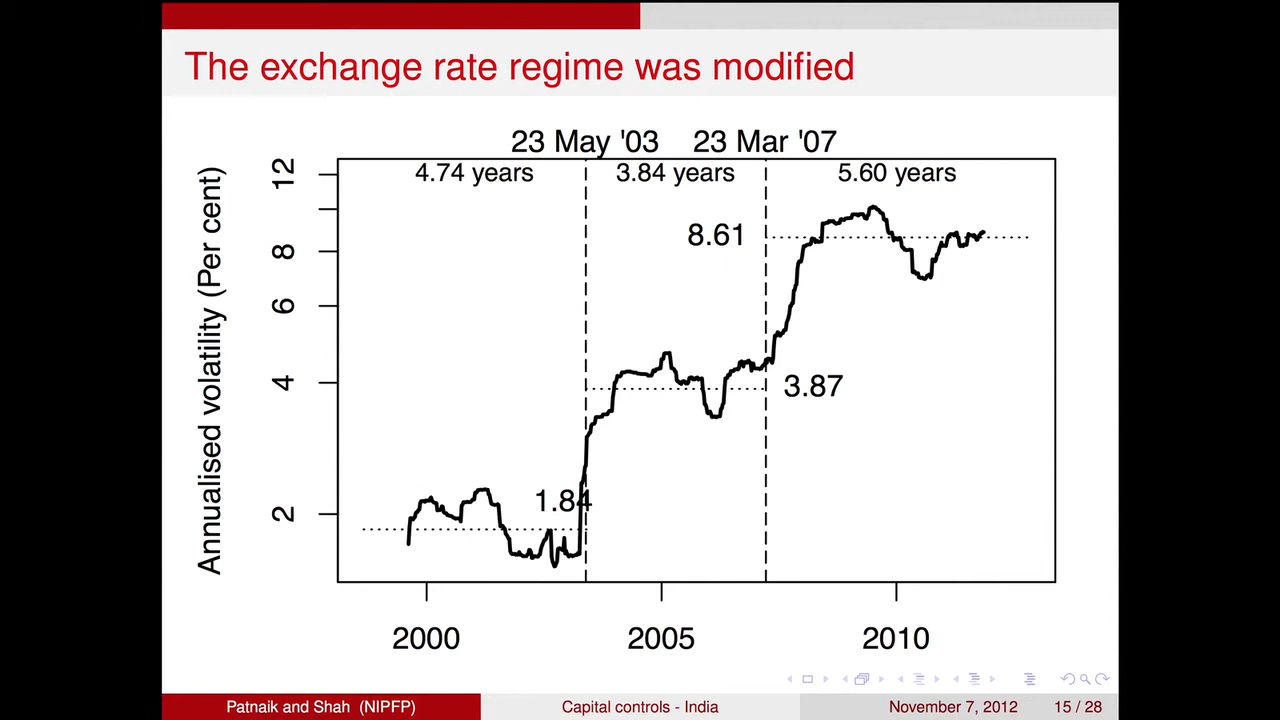 The exchange rate regime was modified
23 May '03 23 Mar '07
4.74 years 3.84 years 5.60 years
Annualised volatility (Per cent)
12
8
6
4
2
8.61
3.87
1.84
2000 2005 2010
Patnaik and Shah (NIPFP) Capital controls - India November 7, 2012 15 / 28